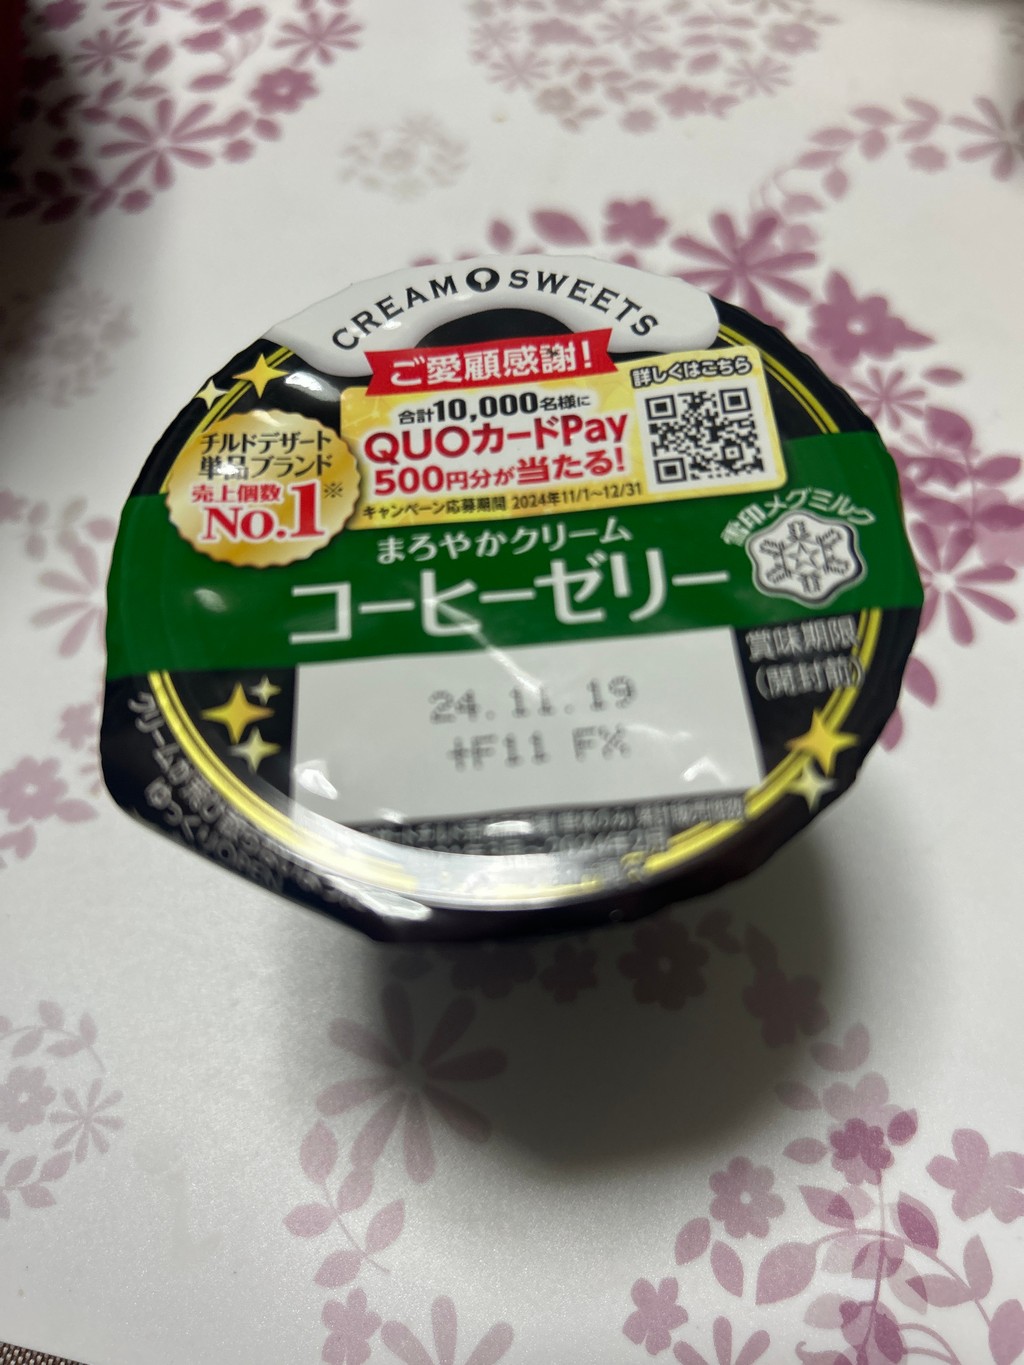 CREAM SWEETS
ご愛顧感謝!
詳しくはこちら
合計10,000名様に
QUOカードPay
500円分が当たる!
キャンペーン応募期間 2024年11/1~12/31
チルドデザート
単品ブランド
売上個数※
No.1
雪印メグミルク
まろやかクリーム
コーヒーゼリー
賞味期限
(開封前)
24.11.19